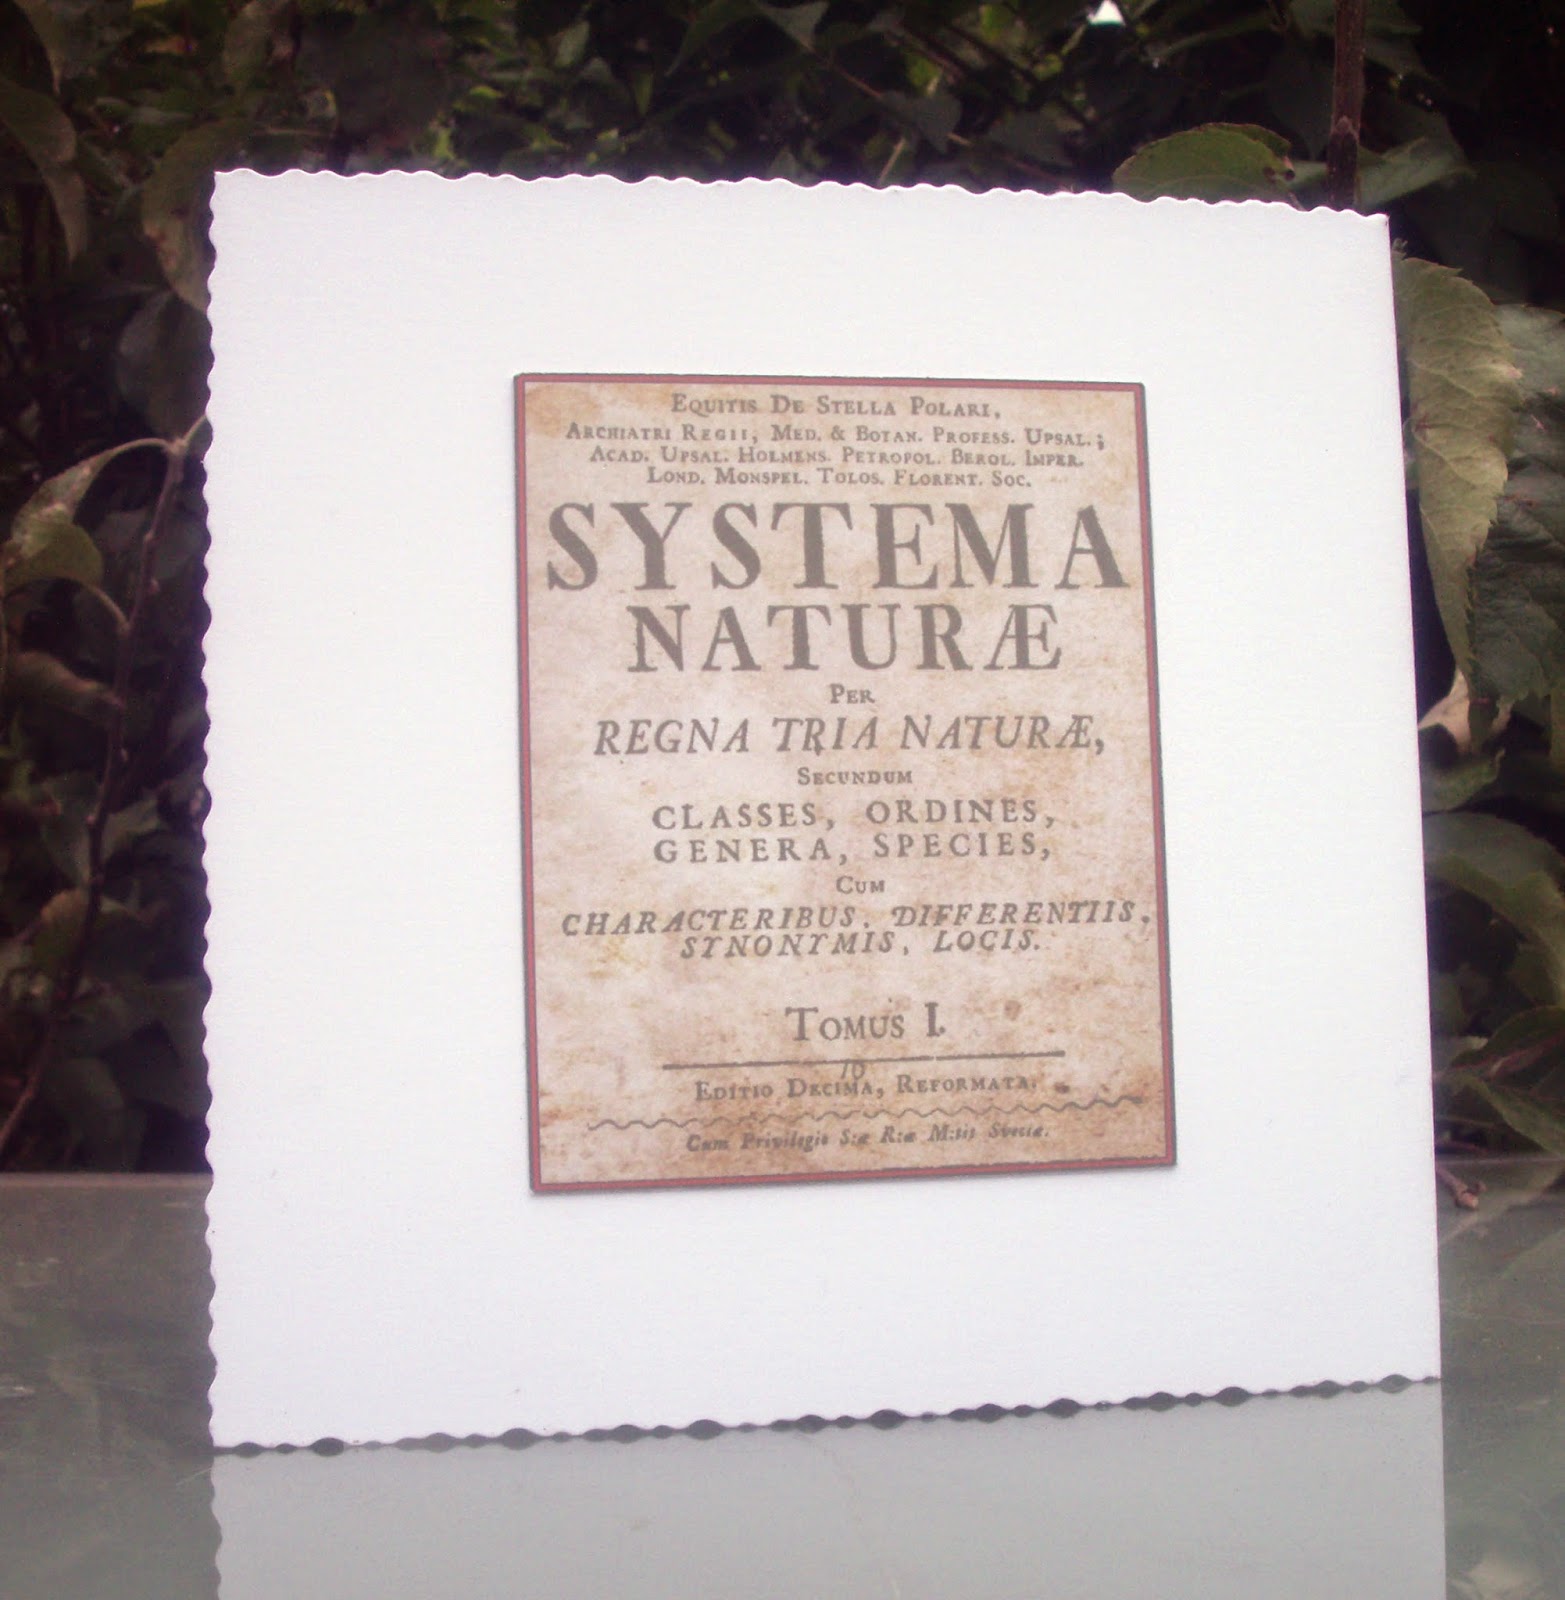 EQUITIS DE STELLA POLARI,
ARCHIATRI REGII, MED. & BOTAN. PROFESS. UPSAL.;
ACAD. UPSAL. HOLMENS. PETROPOL. BEROL. IMPER.
LOND. MONSPEL. TOLOS. FLORENT. SOC.
SYSTEMA
NATURÆ
PER
REGNA TRIA NATURÆ,
SECUNDUM
CLASSES, ORDINES,
GENERA, SPECIES,
CUM
CHARACTERIBUS, DIFFERENTIIS,
SYNONYMIS, LOCIS.
TOMUS I.
10
EDITIO DECIMA, REFORMATA.
Cum Privilegio S:æ R:æ M:tis Sveciæ.